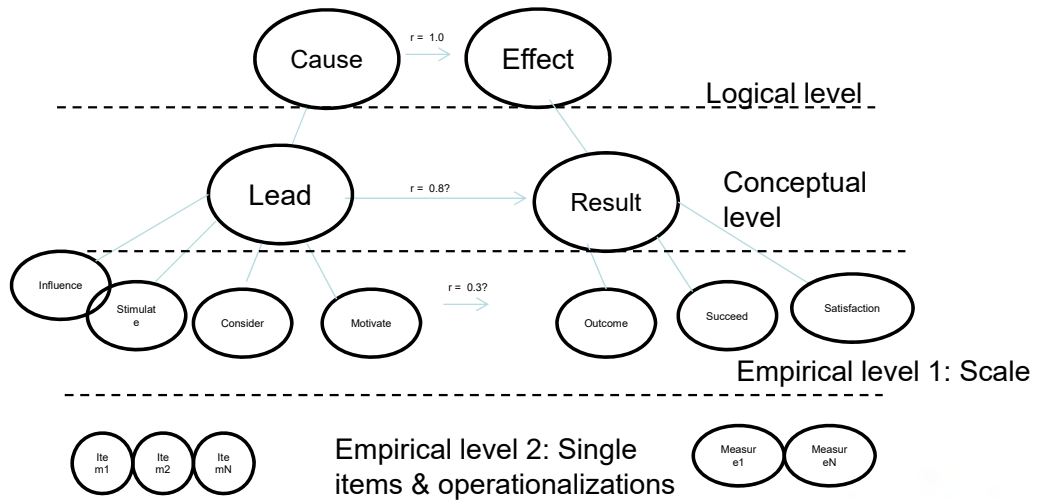 Cause
r = 1.0
Effect
Logical level
Lead
r = 0.8?
Result
Conceptual
level
Influence
Stimulat
e
Consider
Motivate
r = 0.3?
Outcome
Succeed
Satisfaction
Empirical level 1: Scale
Ite
m1
Ite
m2
Ite
mN
Empirical level 2: Single
items & operationalizations
Measur
e1
Measur
eN